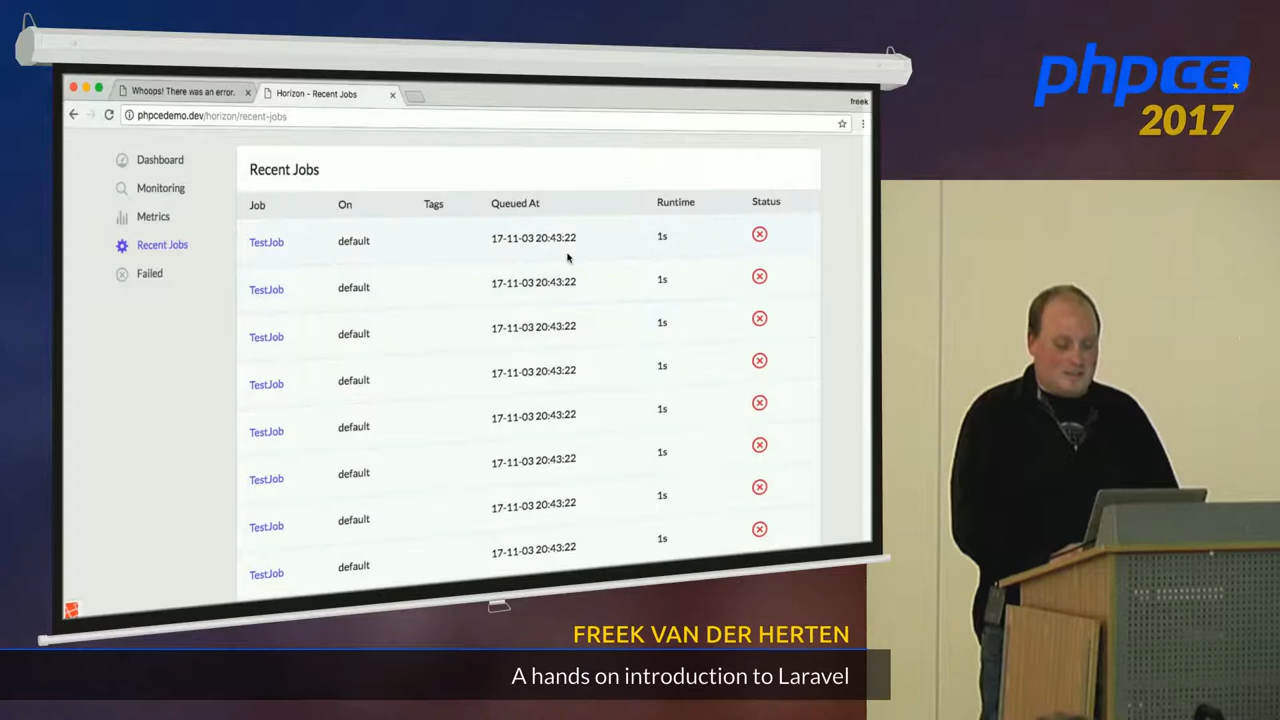 phpCE
2017
Whoops! There was an error.
Horizon - Recent Jobs
freek
phpcedemo.dev/horizon/recent-jobs
Dashboard
Monitoring
Metrics
Recent Jobs
Failed
Recent Jobs
Job On Tags Queued At Runtime Status
TestJob default 17-11-03 20:43:22 1s
TestJob default 17-11-03 20:43:22 1s
TestJob default 17-11-03 20:43:22 1s
TestJob default 17-11-03 20:43:22 1s
TestJob default 17-11-03 20:43:22 1s
TestJob default 17-11-03 20:43:22 1s
TestJob default 17-11-03 20:43:22 1s
TestJob default 17-11-03 20:43:22 1s
FREEK VAN DER HERTEN
A hands on introduction to Laravel